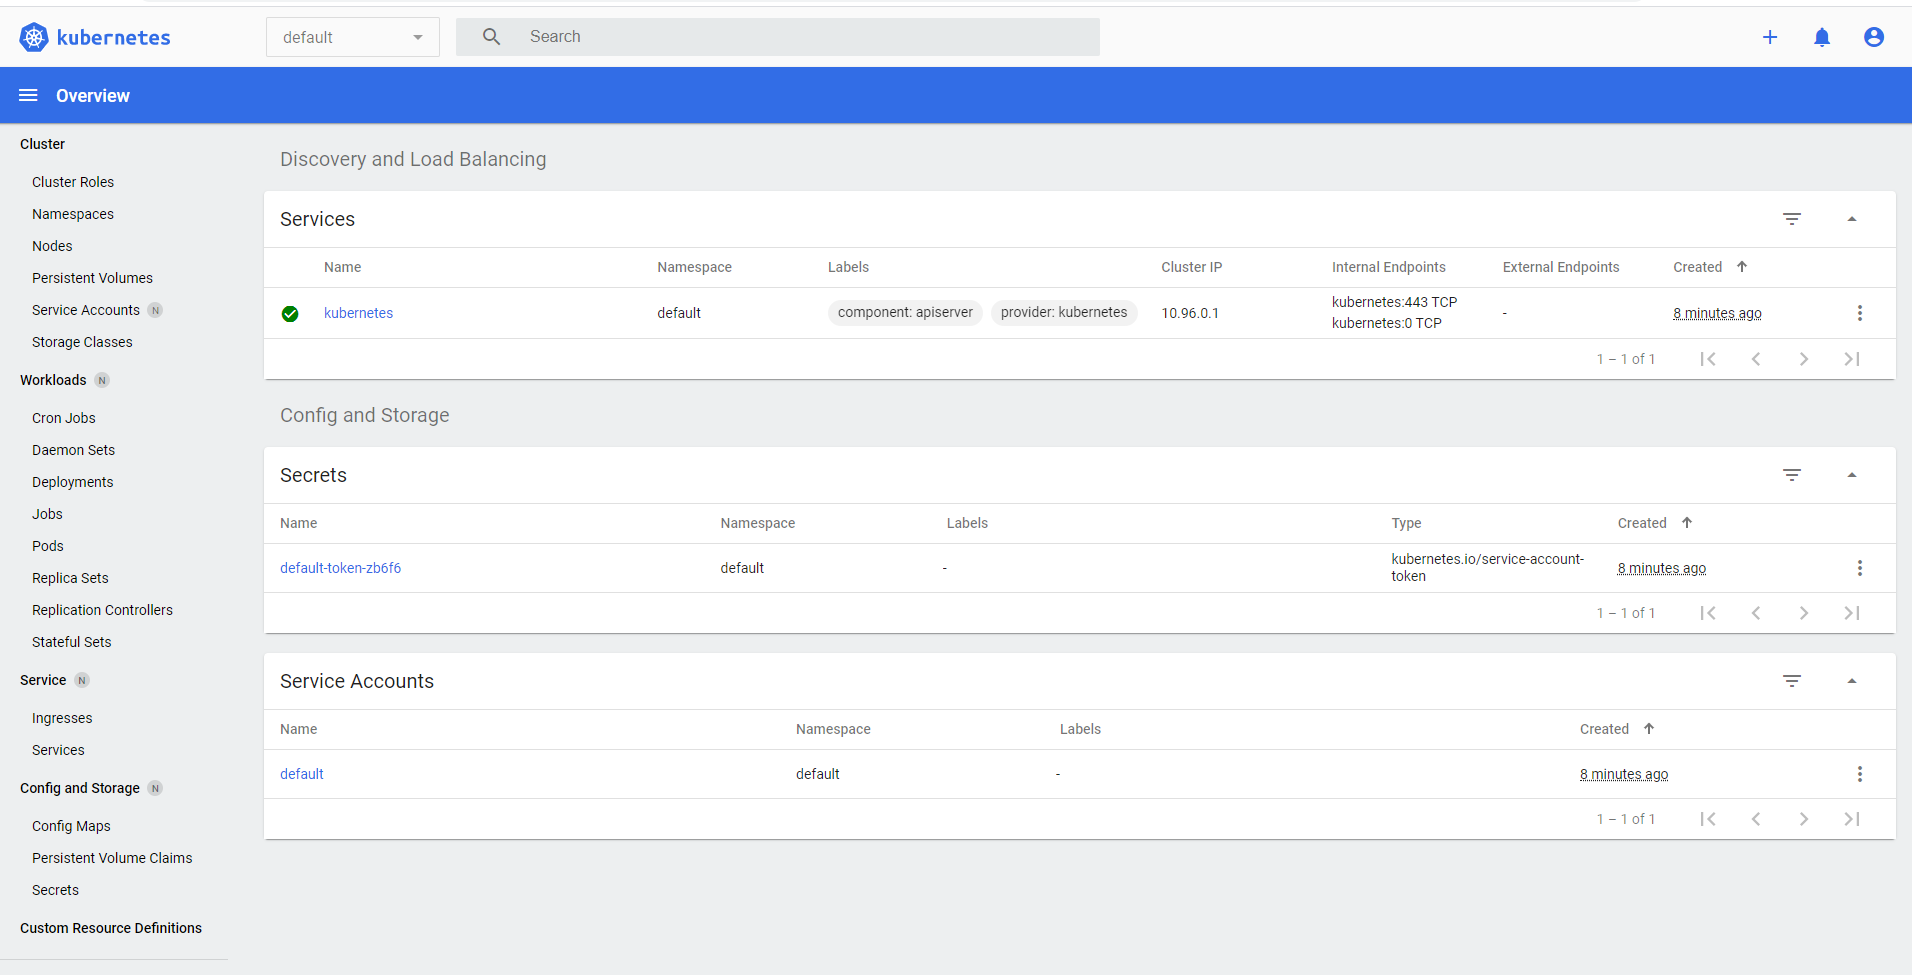 kubernetes
default
Search
Overview
Cluster
Cluster Roles
Namespaces
Nodes
Persistent Volumes
Service Accounts N
Storage Classes
Workloads N
Cron Jobs
Daemon Sets
Deployments
Jobs
Pods
Replica Sets
Replication Controllers
Stateful Sets
Service N
Ingresses
Services
Config and Storage N
Config Maps
Persistent Volume Claims
Secrets
Custom Resource Definitions
Discovery and Load Balancing
Services
Name Namespace Labels Cluster IP Internal Endpoints External Endpoints Created
kubernetes default component: apiserver provider: kubernetes 10.96.0.1 kubernetes:443 TCP - 8 minutes ago
kubernetes:0 TCP
1 – 1 of 1
Config and Storage
Secrets
Name Namespace Labels Type Created
default-token-zb6f6 default - kubernetes.io/service-account- 8 minutes ago
token
1 – 1 of 1
Service Accounts
Name Namespace Labels Created
default default - 8 minutes ago
1 – 1 of 1